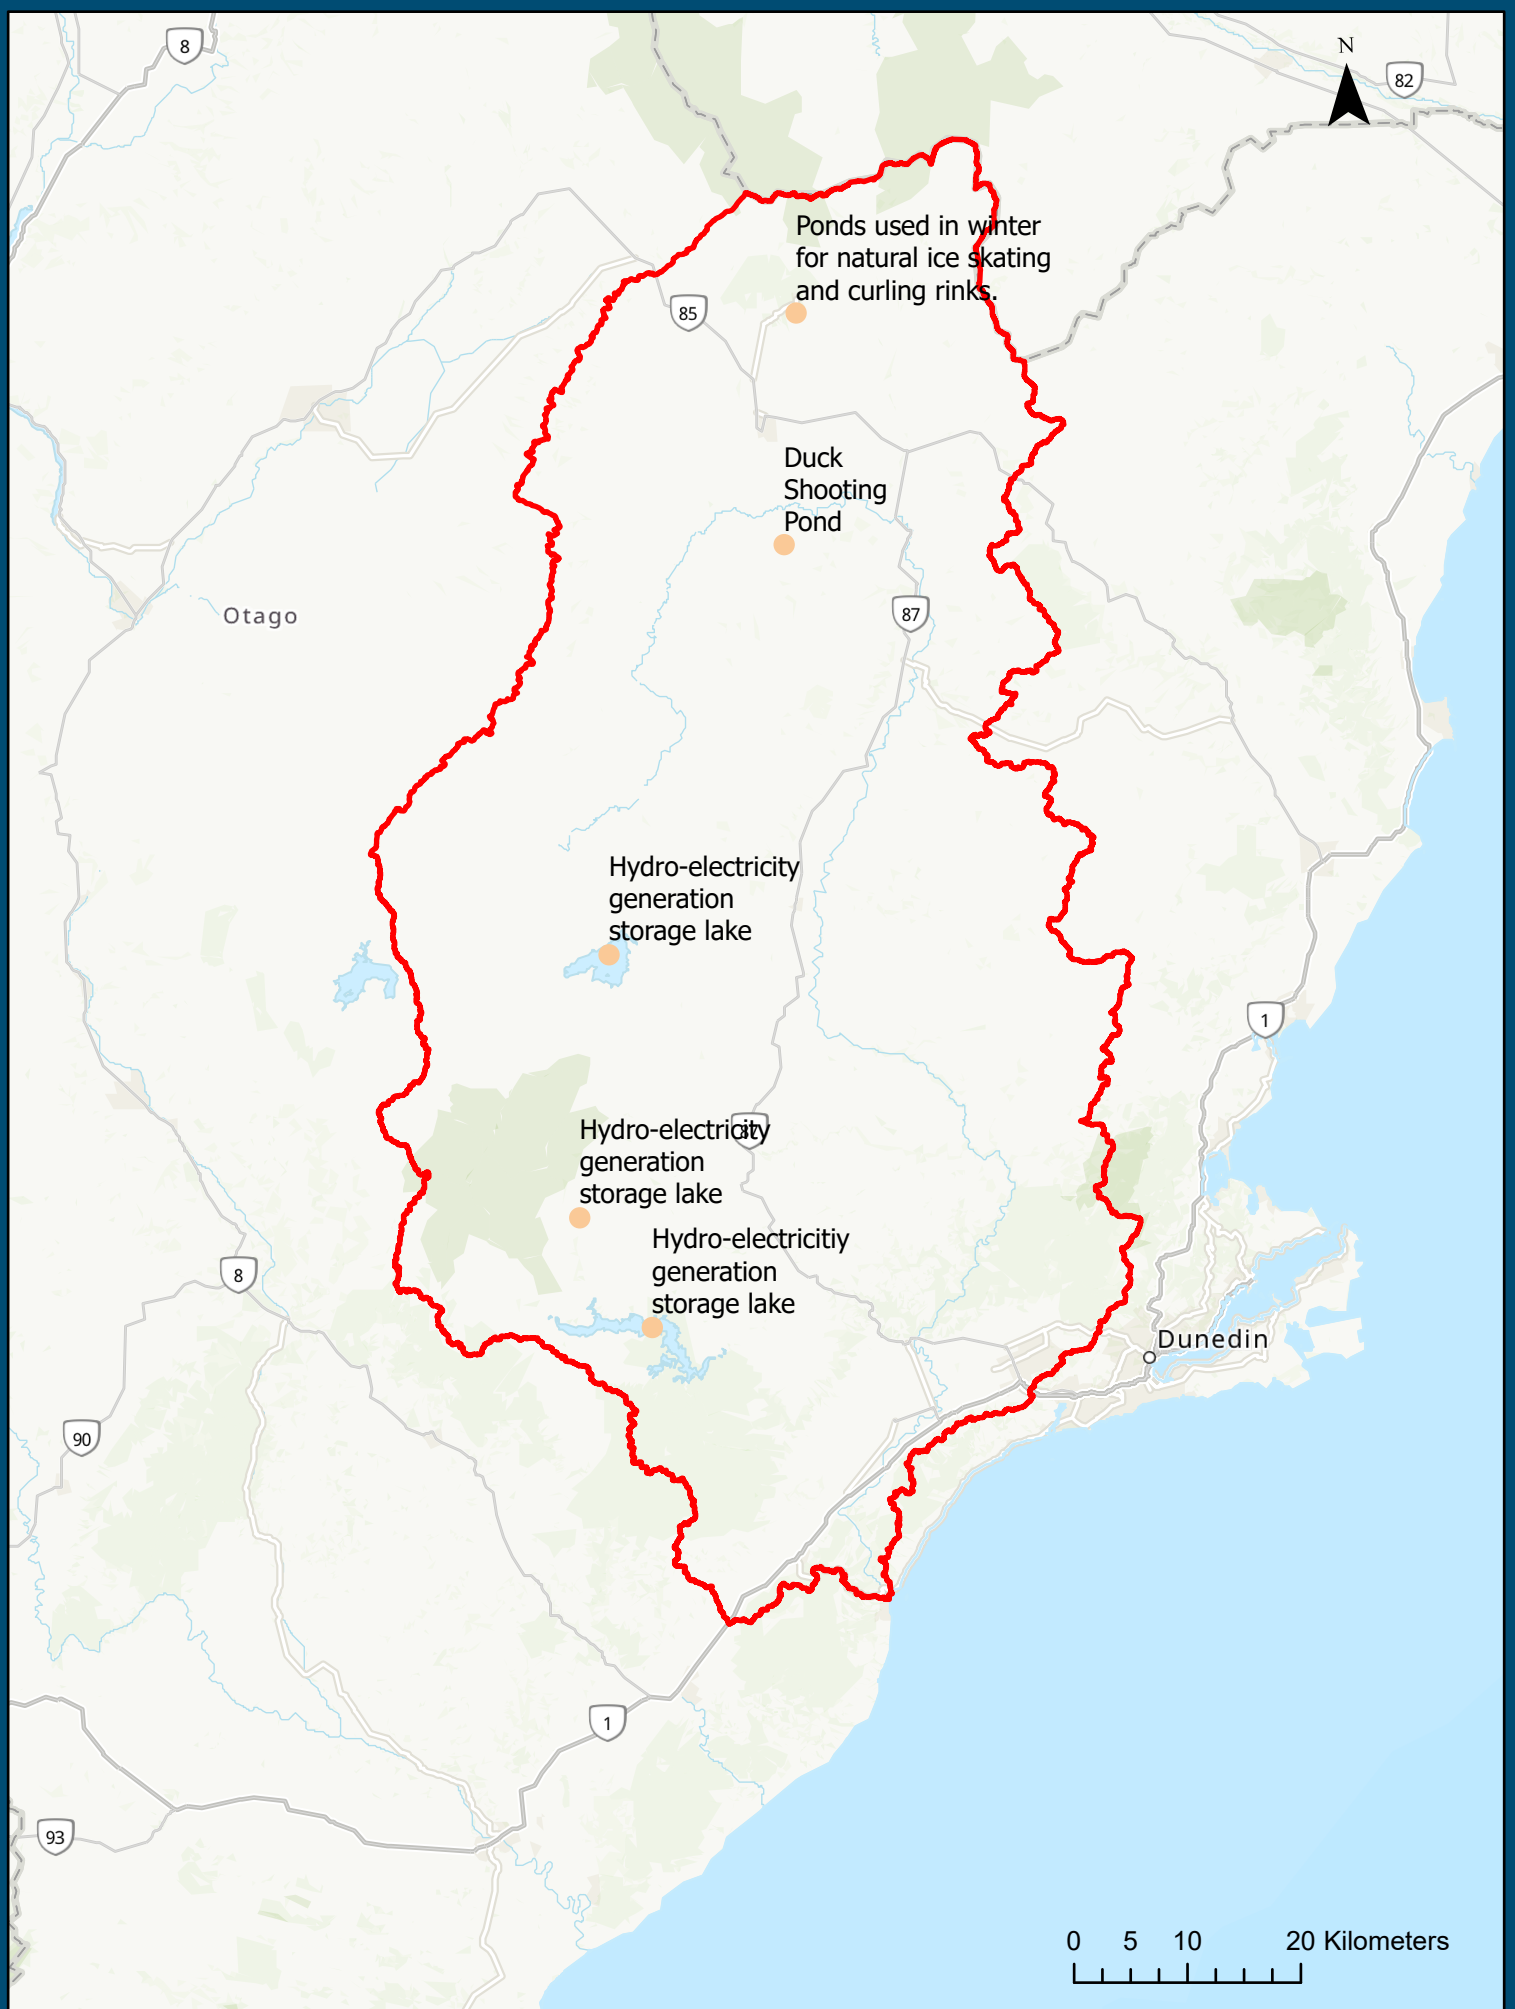 8
N
82
Ponds used in winter
for natural ice skating
and curling rinks.
85
Duck
Shooting
Pond
Otago
87
Hydro-electricity
generation
storage lake
1
Hydro-electricity
generation
storage lake
87
Hydro-electricitiy
generation
storage lake
8
Dunedin
90
1
93
0 5 10 20 Kilometers